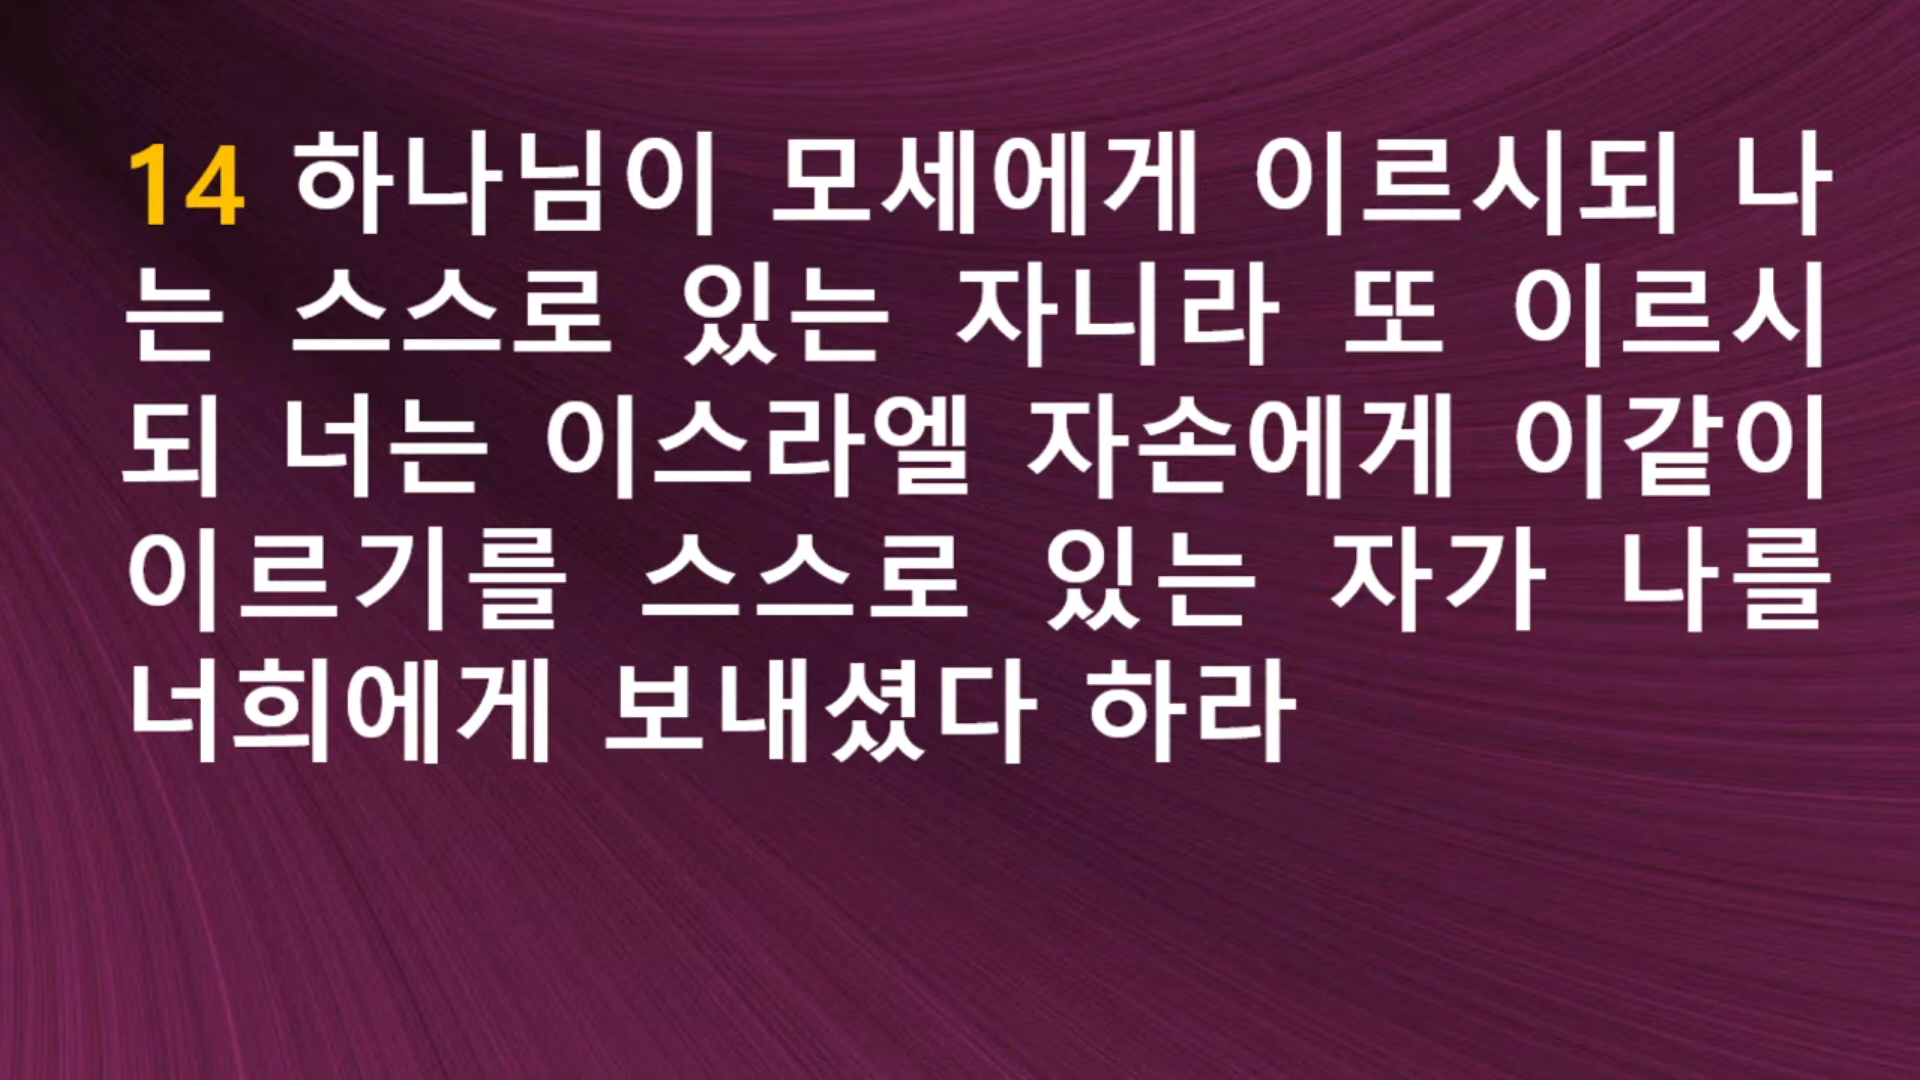 14 하나님이 모세에게 이르시되 나
는 스스로 있는 자니라 또 이르시
되 너는 이스라엘 자손에게 이같이
이르기를 스스로 있는 자가 나를
너희에게 보내셨다 하라